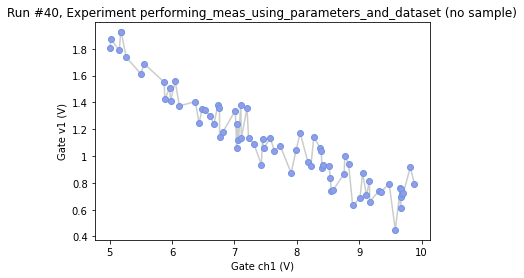 Run #40, Experiment performing_meas_using_parameters_and_dataset (no sample)
1.8
1.6
1.4
1.2
1
0.8
0.6
0.4
Gate v1 (V)
5 6 7 8 9 10
Gate ch1 (V)